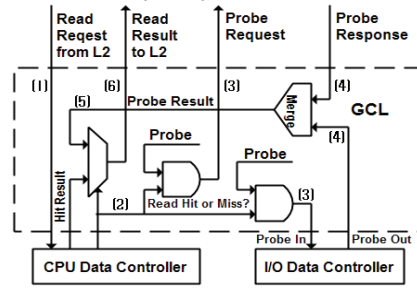 Read
Reqest
from L2
Read
Result
to L2
Probe
Request
Probe
Response
(1)
(6)
(3)
(4)
(5)
Probe Result
Merge
GCL
(4)
Probe
Probe
Hit Result
(2)
Read Hit or Miss?
(3)
Probe In
Probe Out
CPU Data Controller
I/O Data Controller